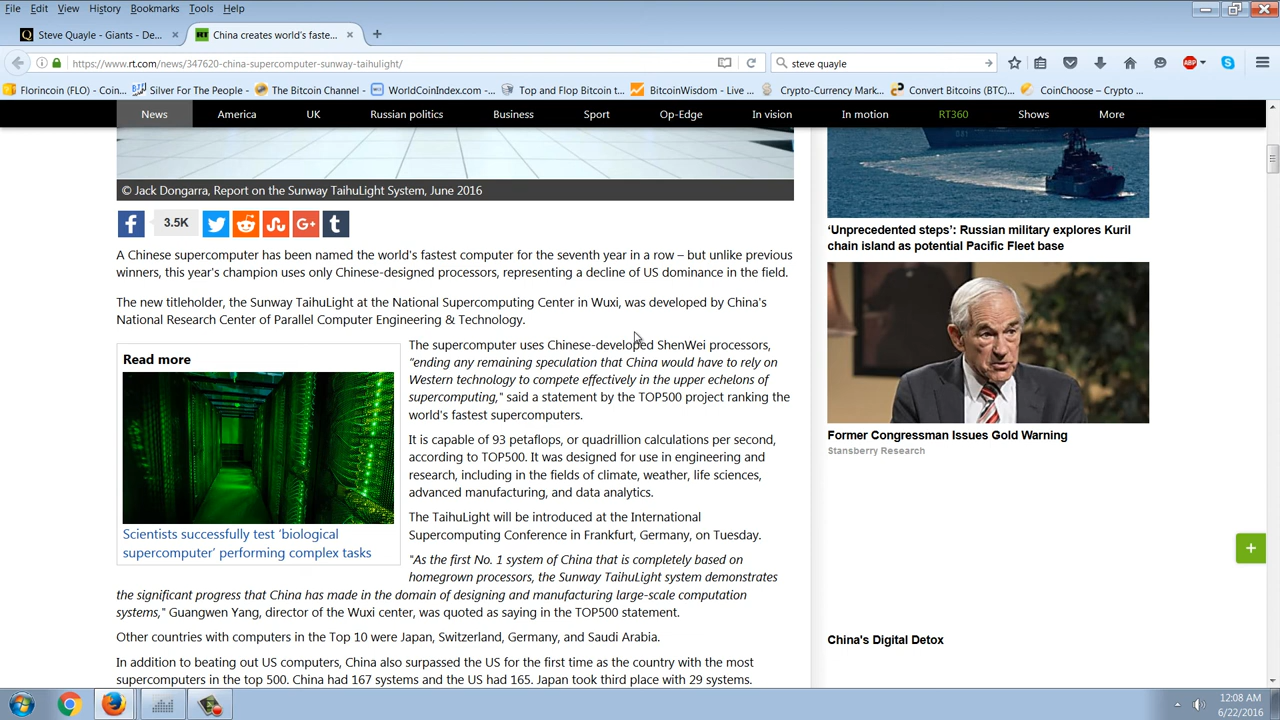 File Edit View History Bookmarks Tools Help
Steve Quayle - Giants - De... ×
RT China creates world's faste... ×
https://www.rt.com/news/347620-china-supercomputer-sunway-taihulight/
steve quayle
ABP
Florincoin (FLO) - Coin... Silver For The People - The Bitcoin Channel - WorldCoinIndex.com -... Top and Flop Bitcoin t... BitcoinWisdom - Live ... Crypto-Currency Mark... Convert Bitcoins (BTC)... CoinChoose – Crypto ...
News America UK Russian politics Business Sport Op-Edge In vision In motion RT360 Shows More
© Jack Dongarra, Report on the Sunway TaihuLight System, June 2016
f 3.5K G+ t
A Chinese supercomputer has been named the world's fastest computer for the seventh year in a row – but unlike previous
winners, this year's champion uses only Chinese-designed processors, representing a decline of US dominance in the field.
The new titleholder, the Sunway TaihuLight at the National Supercomputing Center in Wuxi, was developed by China's
National Research Center of Parallel Computer Engineering & Technology.
Read more
Scientists successfully test 'biological
supercomputer' performing complex tasks
The supercomputer uses Chinese-developed ShenWei processors,
"ending any remaining speculation that China would have to rely on
Western technology to compete effectively in the upper echelons of
supercomputing," said a statement by the TOP500 project ranking the
world's fastest supercomputers.
It is capable of 93 petaflops, or quadrillion calculations per second,
according to TOP500. It was designed for use in engineering and
research, including in the fields of climate, weather, life sciences,
advanced manufacturing, and data analytics.
The TaihuLight will be introduced at the International
Supercomputing Conference in Frankfurt, Germany, on Tuesday.
"As the first No. 1 system of China that is completely based on
homegrown processors, the Sunway TaihuLight system demonstrates
the significant progress that China has made in the domain of designing and manufacturing large-scale computation
systems," Guangwen Yang, director of the Wuxi center, was quoted as saying in the TOP500 statement.
Other countries with computers in the Top 10 were Japan, Switzerland, Germany, and Saudi Arabia.
In addition to beating out US computers, China also surpassed the US for the first time as the country with the most
supercomputers in the top 500. China had 167 systems and the US had 165. Japan took third place with 29 systems.
'Unprecedented steps': Russian military explores Kuril
chain island as potential Pacific Fleet base
Former Congressman Issues Gold Warning
Stansberry Research
China's Digital Detox
12:08 AM
6/22/2016